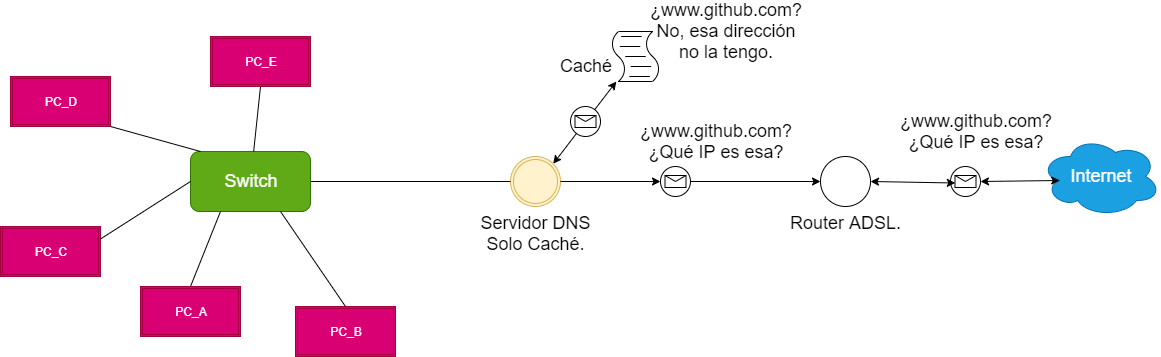 ¿www.github.com?
No, esa dirección
no la tengo.
Caché
PC_E
PC_D
Switch
¿www.github.com?
¿Qué IP es esa?
¿www.github.com?
¿Qué IP es esa?
Internet
Servidor DNS
Solo Caché.
Router ADSL.
PC_C
PC_A
PC_B